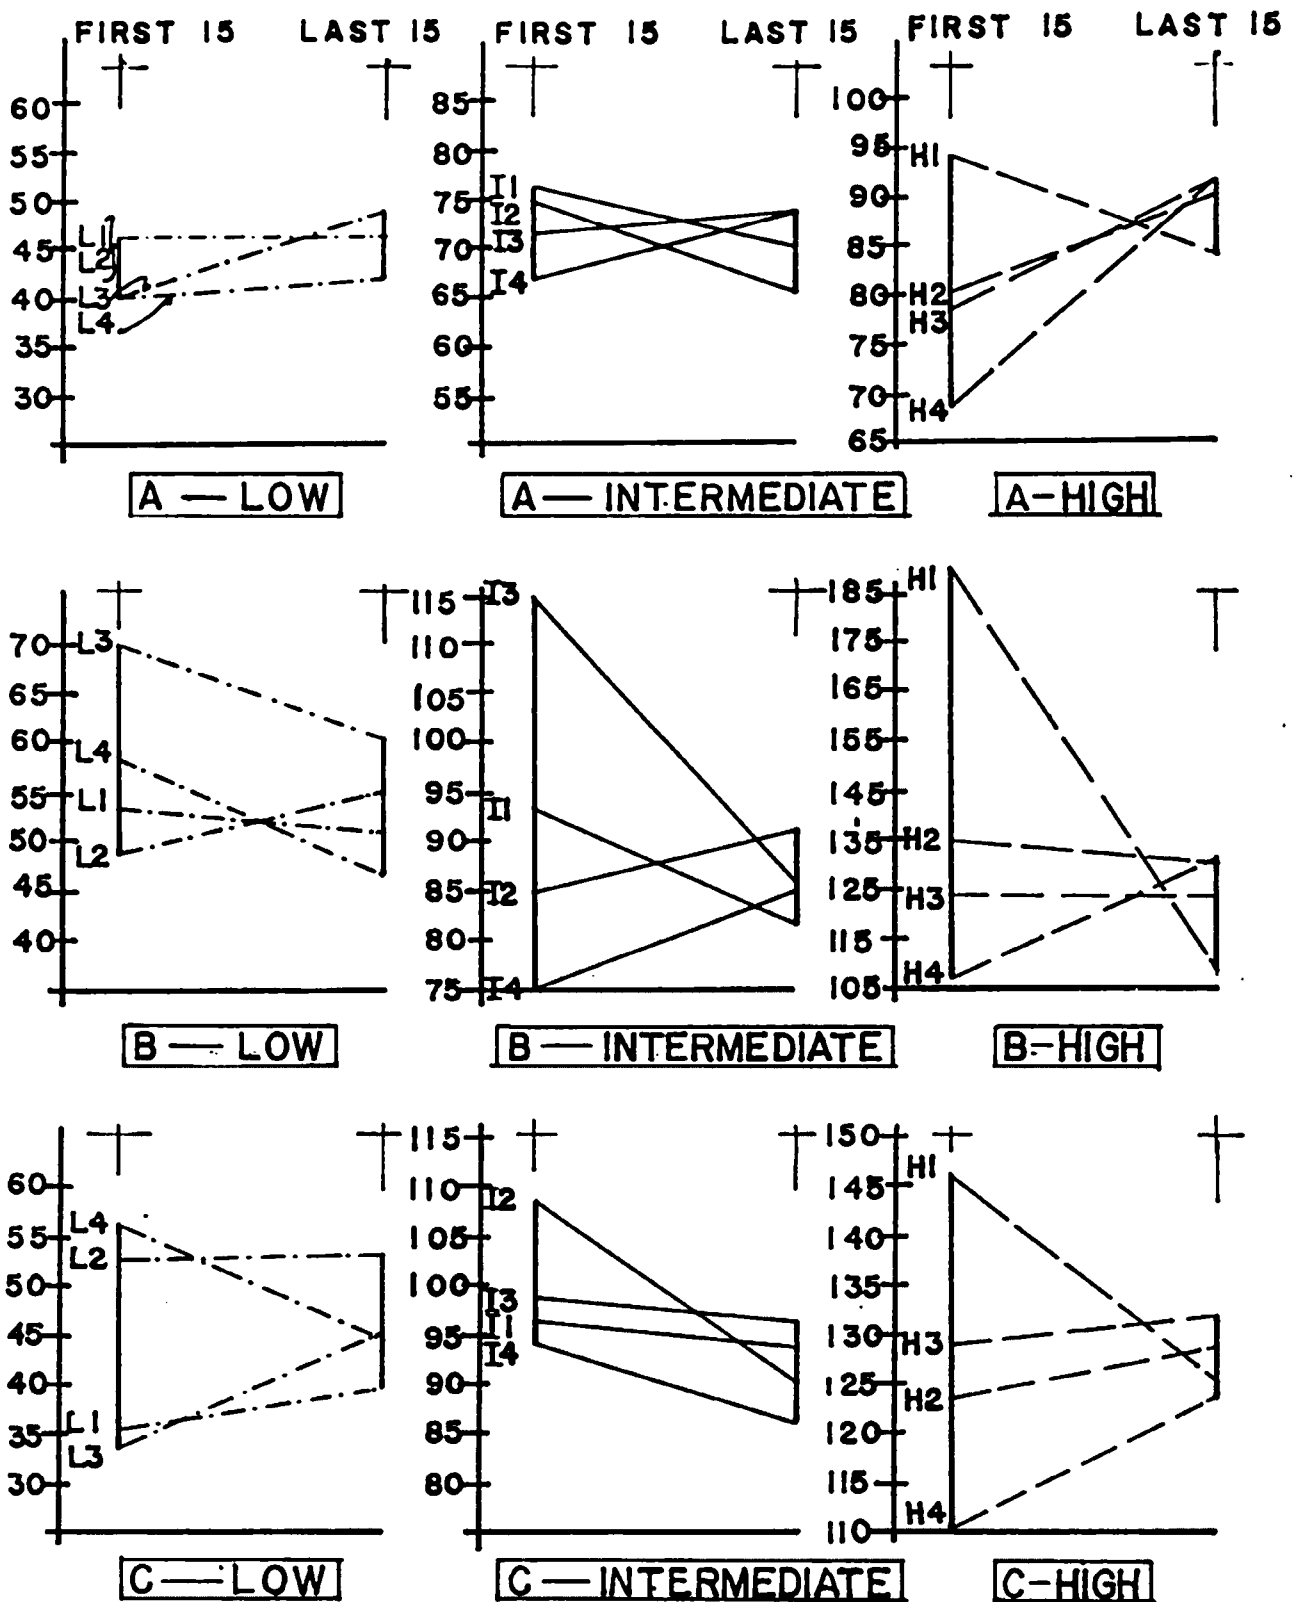 FIRST 15 LAST 15 FIRST 15 LAST 15 FIRST 15 LAST 15
60
55
50
45
40
35
30
L1
L2
L3
L4
85
80
75
70
65
60
55
I1
I2
I3
I4
100
95
90
85
80
75
70
65
H1
H2
H3
H4
A — LOW
A — INTERMEDIATE
A-HIGH
70
65
60
55
50
45
40
L3
L4
L1
L2
115
110
105
100
95
90
85
80
75
I3
I1
I2
I4
185
175
165
155
145
135
125
115
105
H1
H2
H3
H4
B — LOW
B — INTERMEDIATE
B-HIGH
60
55
50
45
40
35
30
L4
L2
L1
L3
115
110
105
100
95
90
85
80
I2
I3
I1
I4
150
145
140
135
130
125
120
115
110
H1
H3
H2
H4
C — LOW
C — INTERMEDIATE
C-HIGH